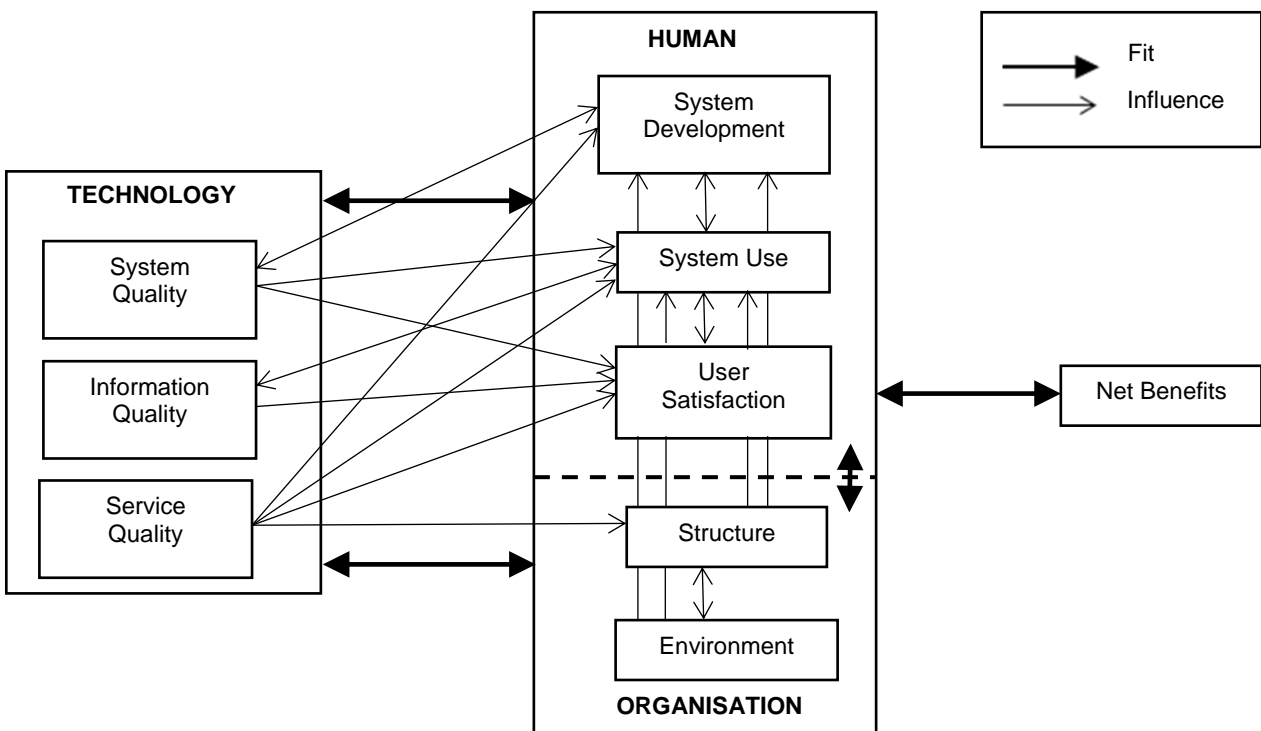 HUMAN
Fit
Influence
System
Development
TECHNOLOGY
System
Quality
System Use
Information
Quality
User
Satisfaction
Net Benefits
Service
Quality
Structure
Environment
ORGANISATION